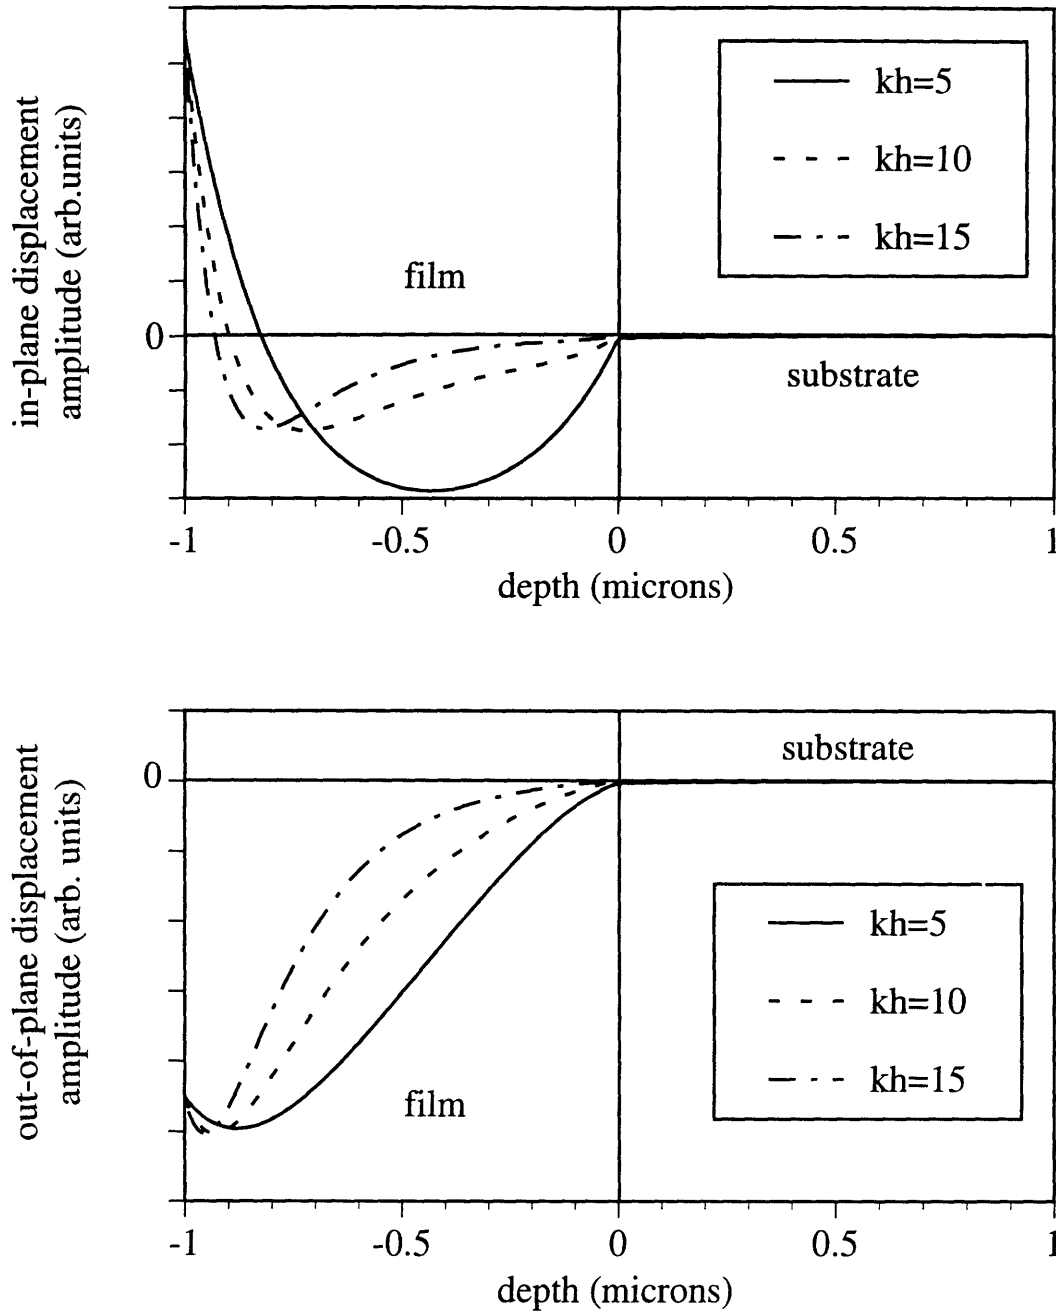 in-plane displacement
amplitude (arb.units)
0
film
substrate
kh=5
kh=10
kh=15
-1
-0.5
0
0.5
1
depth (microns)
out-of-plane displacement
amplitude (arb. units)
0
substrate
film
kh=5
kh=10
kh=15
-1
-0.5
0
0.5
1
depth (microns)